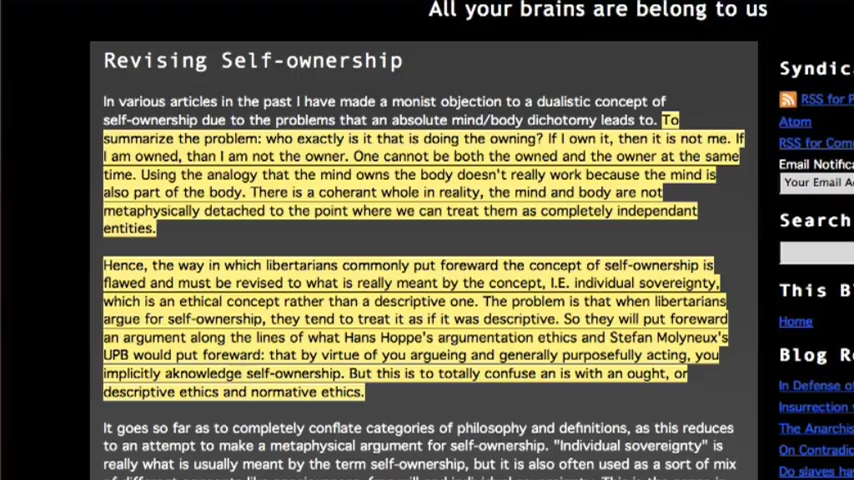 All your brains are belong to us
Revising Self-ownership
In various articles in the past I have made a monist objection to a dualistic concept of
self-ownership due to the problems that an absolute mind/body dichotomy leads to. To
summarize the problem: who exactly is it that is doing the owning? If I own it, then it is not me. If
I am owned, than I am not the owner. One cannot be both the owned and the owner at the same
time. Using the analogy that the mind owns the body doesn't really work because the mind is
also part of the body. There is a coherant whole in reality, the mind and body are not
metaphysically detached to the point where we can treat them as completely independant
entities.
Hence, the way in which libertarians commonly put foreward the concept of self-ownership is
flawed and must be revised to what is really meant by the concept, I.E. individual sovereignty,
which is an ethical concept rather than a descriptive one. The problem is that when libertarians
argue for self-ownership, they tend to treat it as if it was descriptive. So they will put foreward
an argument along the lines of what Hans Hoppe's argumentation ethics and Stefan Molyneux's
UPB would put foreward: that by virtue of you argueing and generally purposefully acting, you
implicitly aknowledge self-ownership. But this is to totally confuse an is with an ought, or
descriptive ethics and normative ethics.
It goes so far as to completely conflate categories of philosophy and definitions, as this reduces
to an attempt to make a metaphysical argument for self-ownership. "Individual sovereignty" is
really what is usually meant by the term self-ownership, but it is also often used as a sort of mix
Syndic
RSS for P
Atom
RSS for Com
Email Notifica
Your Email A
Search
This B
Home
Blog R
In Defense of
Insurrection
The Anarchis
On Contradic
Do slaves ha